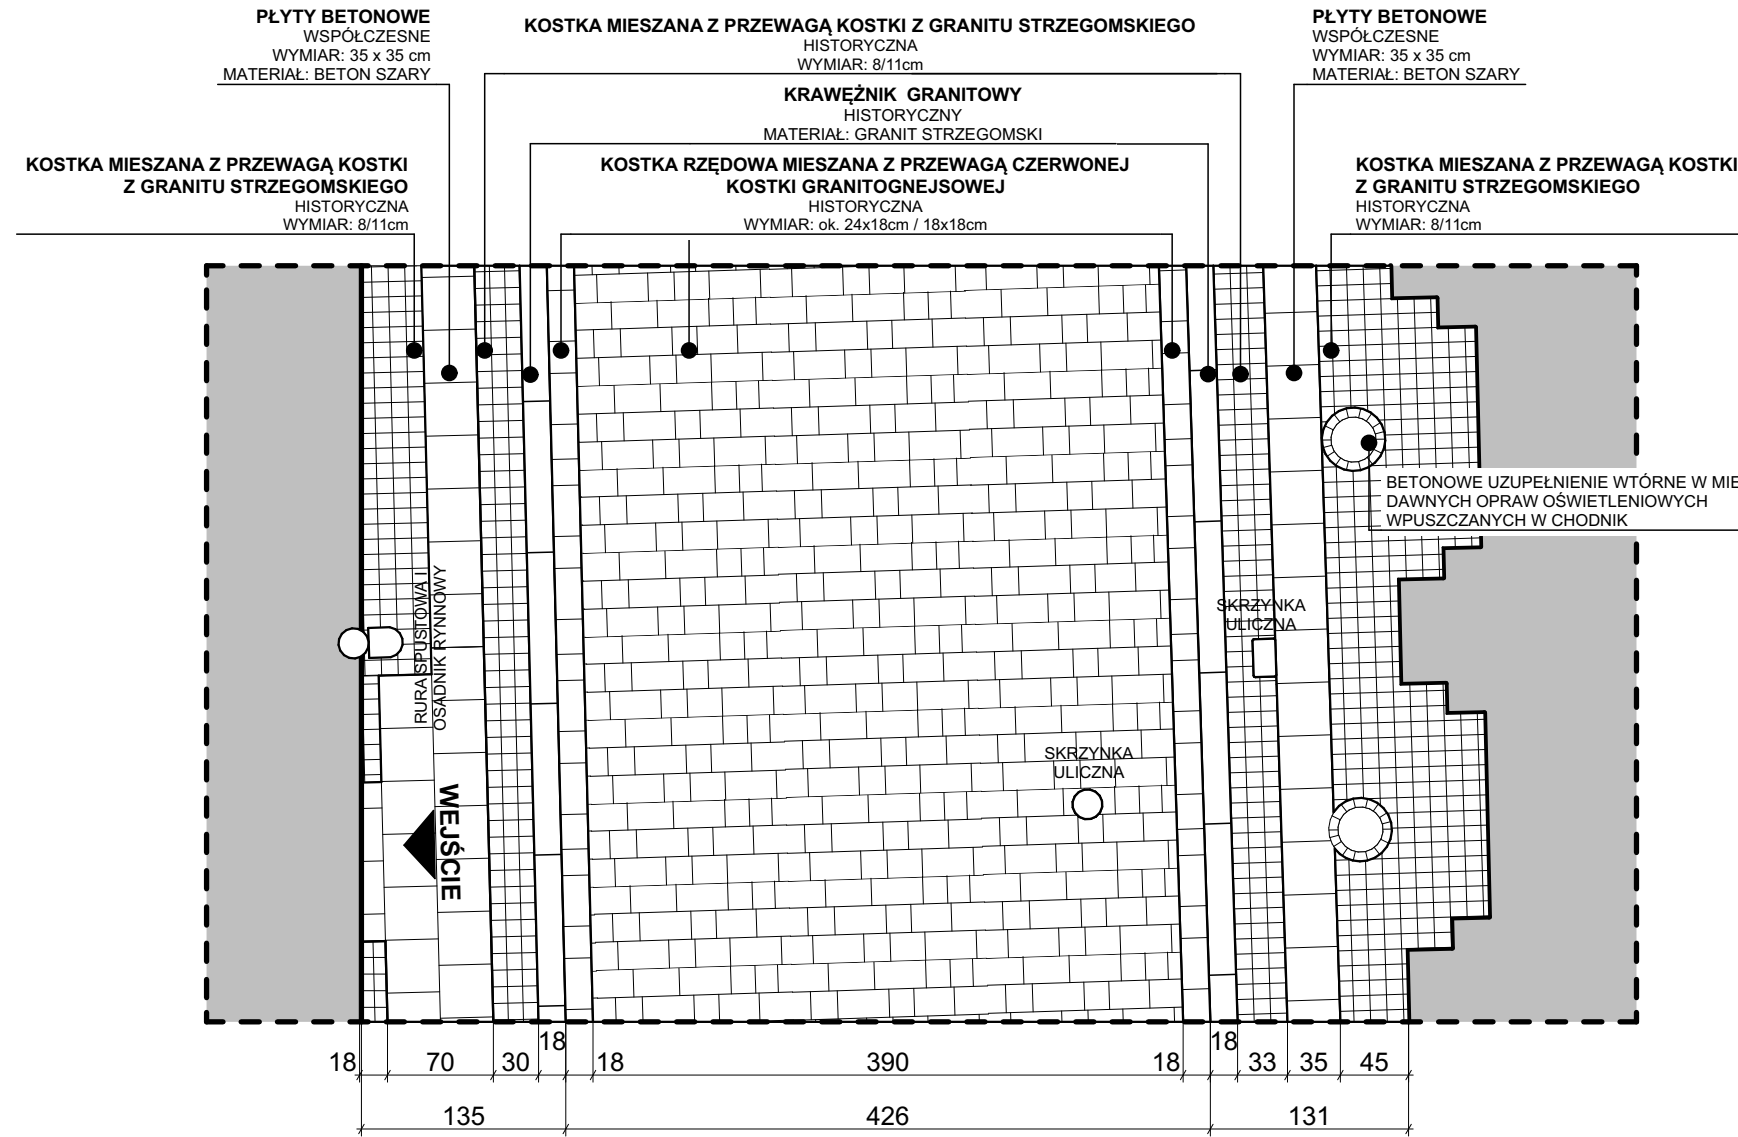 PŁYTY BETONOWE
WSPÓŁCZESNE
WYMIAR: 35 x 35 cm
MATERIAŁ: BETON SZARY
KOSTKA MIESZANA Z PRZEWAGĄ KOSTKI Z GRANITU STRZEGOMSKIEGO
HISTORYCZNA
WYMIAR: 8/11cm
PŁYTY BETONOWE
WSPÓŁCZESNE
WYMIAR: 35 x 35 cm
MATERIAŁ: BETON SZARY
KRAWĘŻNIK GRANITOWY
HISTORYCZNY
MATERIAŁ: GRANIT STRZEGOMSKI
KOSTKA MIESZANA Z PRZEWAGĄ KOSTKI
Z GRANITU STRZEGOMSKIEGO
HISTORYCZNA
WYMIAR: 8/11cm
KOSTKA RZĘDOWA MIESZANA Z PRZEWAGĄ CZERWONEJ
KOSTKI GRANITOGNEJSOWEJ
HISTORYCZNA
WYMIAR: ok. 24x18cm / 18x18cm
KOSTKA MIESZANA Z PRZEWAGĄ KOSTKI
Z GRANITU STRZEGOMSKIEGO
HISTORYCZNA
WYMIAR: 8/11cm
BETONOWE UZUPEŁNIENIE WTÓRNE W MIE
DAWNYCH OPRAW OŚWIETLENIOWYCH
WPUSZCZANYCH W CHODNIK
RURA SPUSTOWA I
OSADNIK RYNNOWY
SKRZYNKA
ULICZNA
SKRZYNKA
ULICZNA
WEJŚCIE
18 70 30 18 18 390 18 18 33 35 45
135 426 131